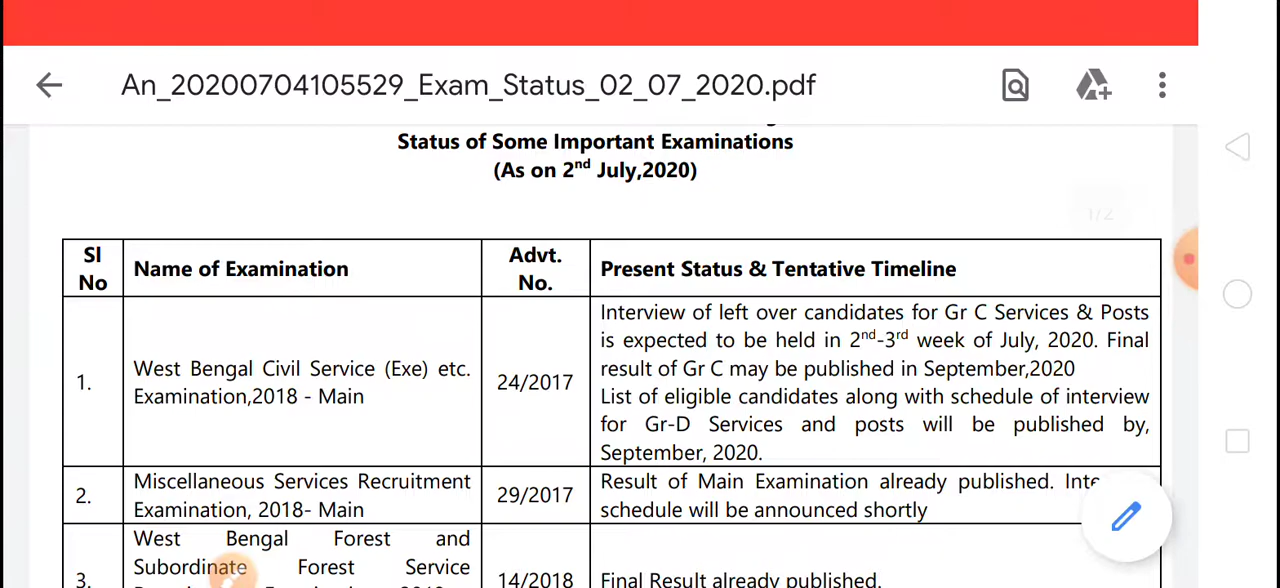 An_20200704105529_Exam_Status_02_07_2020.pdf
Status of Some Important Examinations
(As on 2nd July,2020)
1/2
Sl No
Name of Examination
Advt. No.
Present Status & Tentative Timeline
1.
West Bengal Civil Service (Exe) etc.
Examination,2018 - Main
24/2017
Interview of left over candidates for Gr C Services & Posts
is expected to be held in 2nd-3rd week of July, 2020. Final
result of Gr C may be published in September,2020
List of eligible candidates along with schedule of interview
for Gr-D Services and posts will be published by,
September, 2020.
2.
Miscellaneous Services Recruitment
Examination, 2018- Main
29/2017
Result of Main Examination already published.
schedule will be announced shortly
3.
West Bengal Forest and
Subordinate Forest Service
14/2018
Final Result already published.